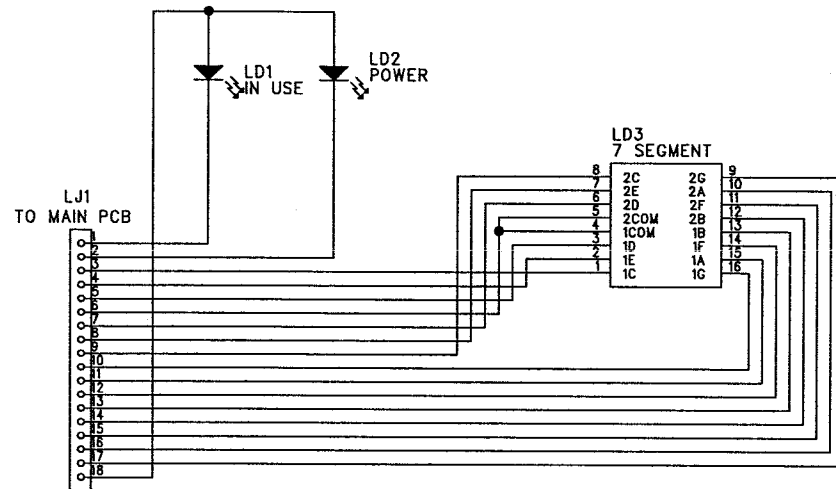 LD1
IN USE
LD2
POWER
LD3
7 SEGMENT
8 2C 2G 9
7 2E 2A 10
6 2D 2F 11
5 2COM 2B 12
4 1COM 1B 13
3 1D 1F 14
2 1E 1A 15
1 1C 1G 16
LJ1
TO MAIN PCB
1
2
3
4
5
6
7
8
9
10
11
12
13
14
15
16
17
18